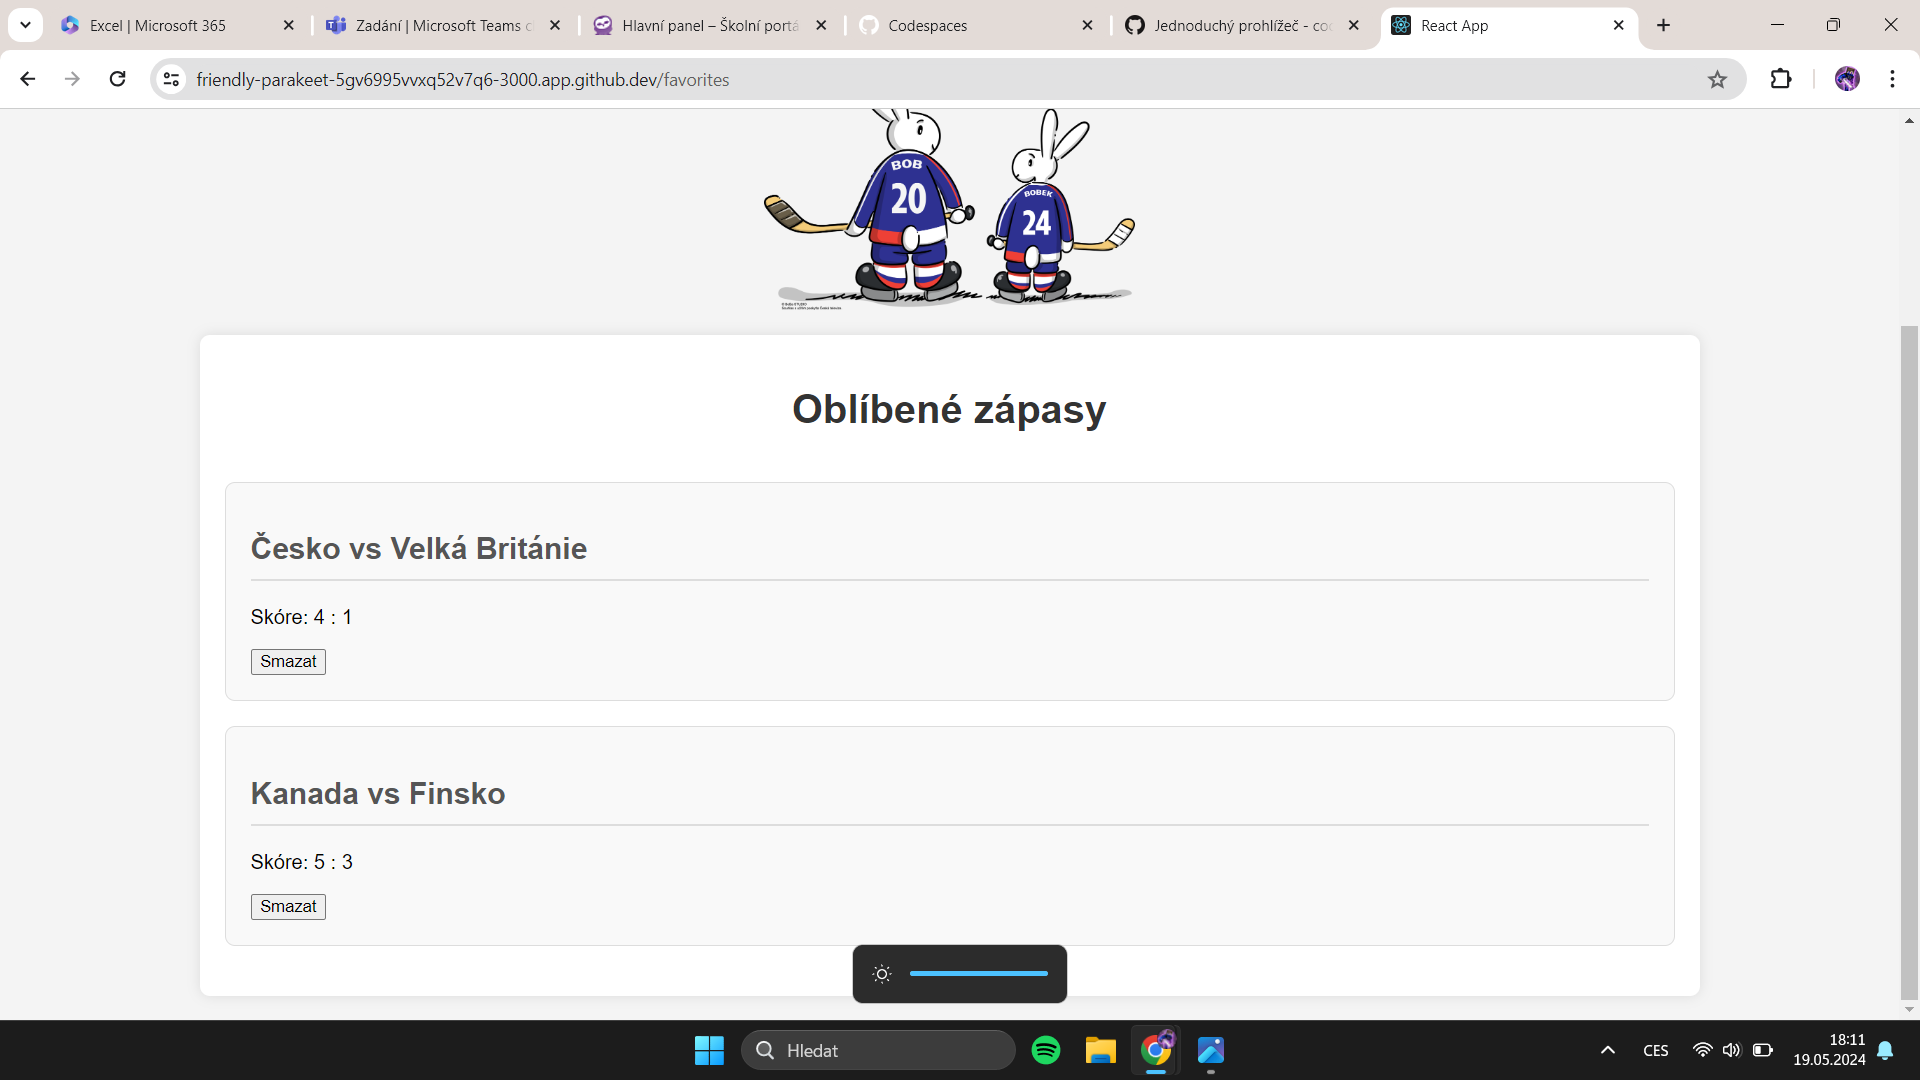 Excel | Microsoft 365
Zadání | Microsoft Teams
Hlavní panel – Školní portá
Codespaces
Jednoduchý prohlížeč - co
React App
friendly-parakeet-5gv6995vvxq52v7q6-3000.app.github.dev/favorites
BOB
20
BOBEK
24
Oblíbené zápasy
Česko vs Velká Británie
Skóre: 4 : 1
Smazat
Kanada vs Finsko
Skóre: 5 : 3
Smazat
Hledat
CES
18:11
19.05.2024